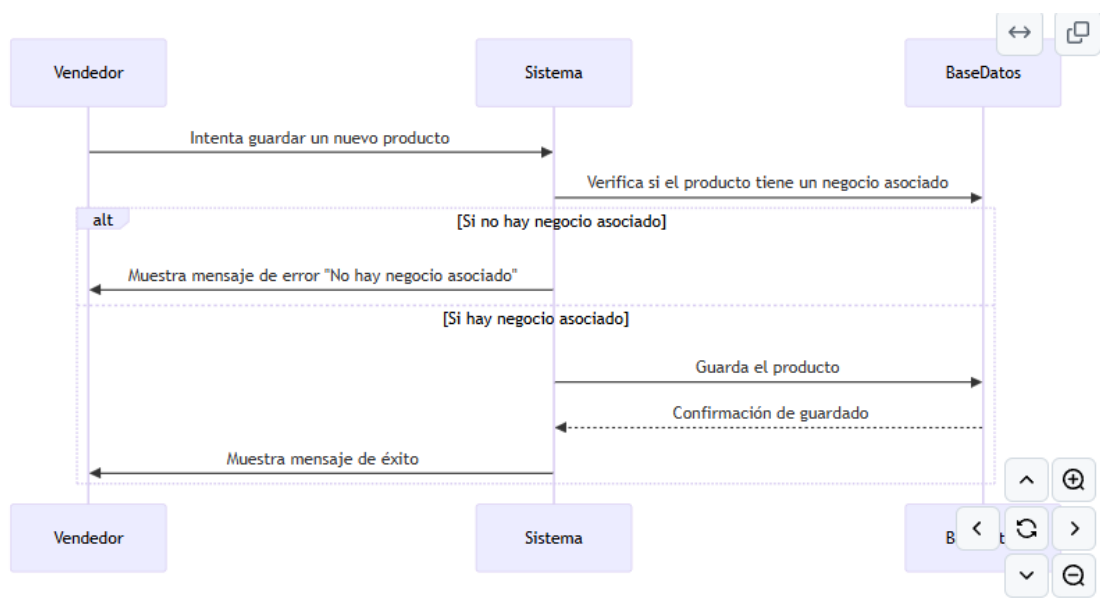 Vendedor
Sistema
BaseDatos
Intenta guardar un nuevo producto
Verifica si el producto tiene un negocio asociado
alt
[Si no hay negocio asociado]
Muestra mensaje de error "No hay negocio asociado"
[Si hay negocio asociado]
Guarda el producto
Confirmación de guardado
Muestra mensaje de éxito
Vendedor
Sistema